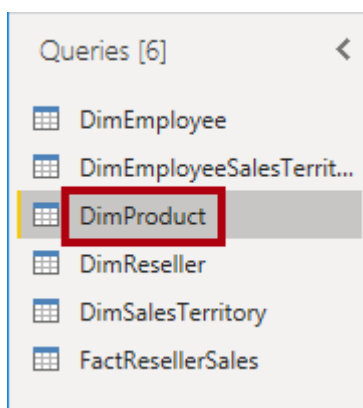 Queries [6]
DimEmployee
DimEmployeeSalesTerrit...
DimProduct
DimReseller
DimSalesTerritory
FactResellerSales